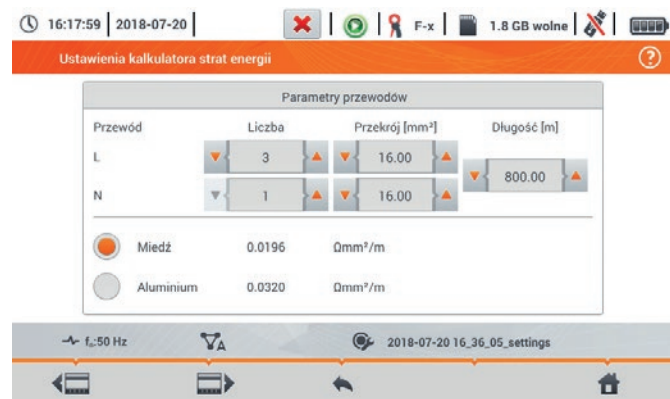 16:17:59 2018-07-20 F-x 1.8 GB wolne
Ustawienia kalkulatora strat energii ?
Parametry przewodów
Przewód Liczba Przekrój [mm²] Długość [m]
L 3 16.00 800.00
N 1 16.00
Miedź 0.0196 Ωmm²/m
Aluminium 0.0320 Ωmm²/m
fₙ:50 Hz A 2018-07-20 16_36_05_settings